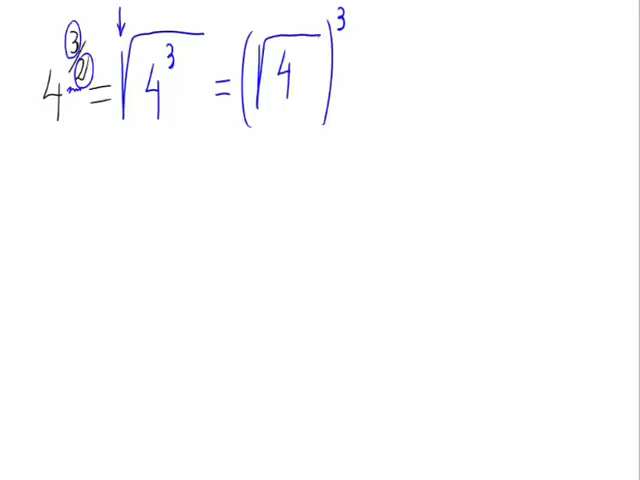 4^{3/2} = √(4^3) = (√4)^3